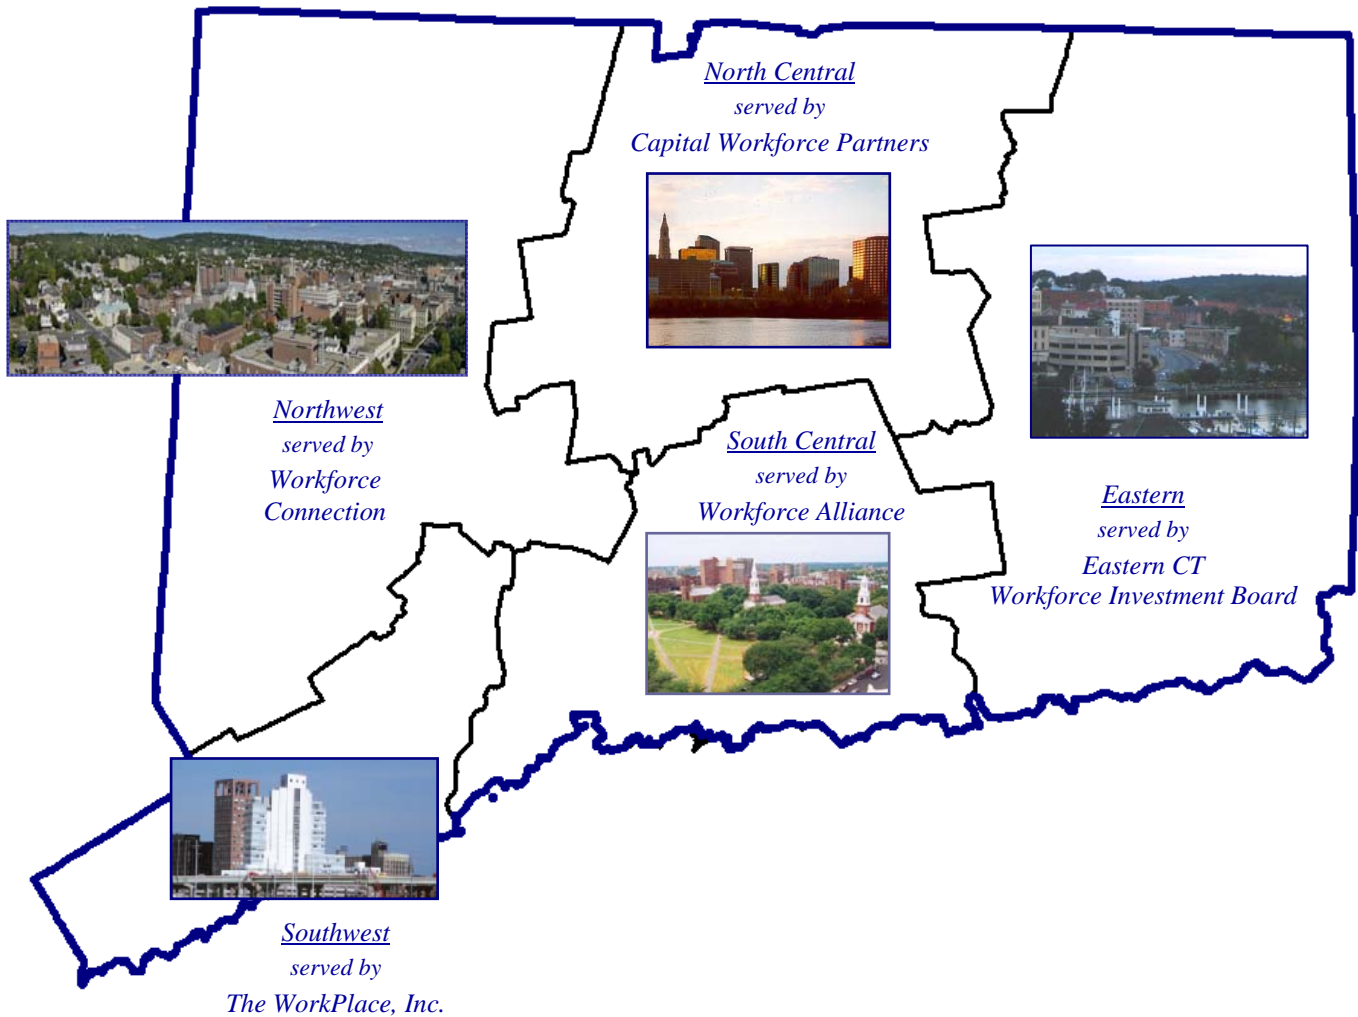 North Central
served by
Capital Workforce Partners
Northwest
served by
Workforce
Connection
South Central
served by
Workforce Alliance
Eastern
served by
Eastern CT
Workforce Investment Board
Southwest
served by
The WorkPlace, Inc.